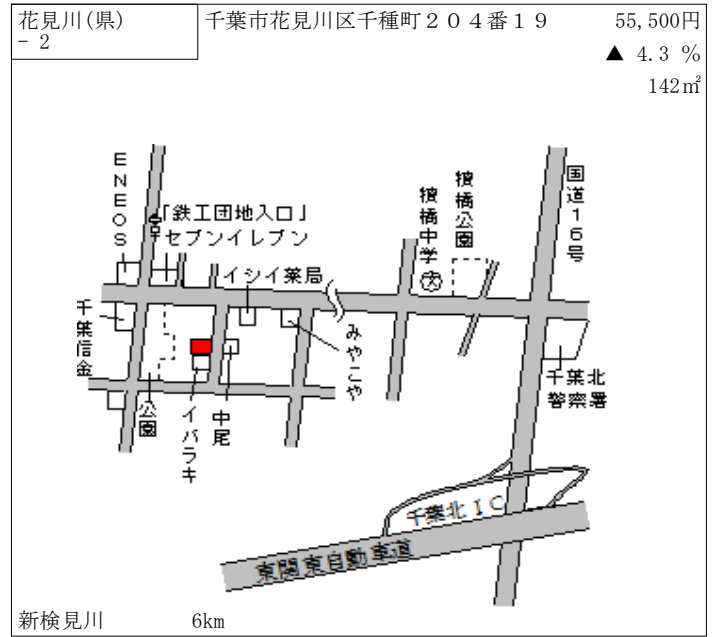 花見川(県)
- 2
千葉市花見川区千種町２０４番１９
55,500円
▲ 4.3 %
142㎡
ENEOS
「鉄工団地入口」
セブンイレブン
イシイ薬局
犢橋中学
文
犢橋公園
国道16号
千葉信金
みやこや
千葉北
警察署
公園
イバラキ
中尾
千葉北ＩＣ
東関東自動車道
新検見川
6km